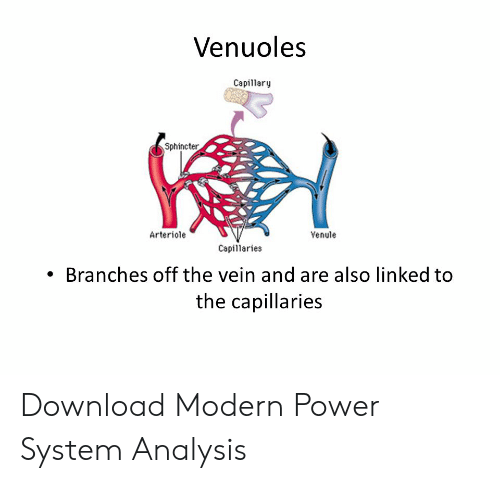 Venuoles
Capillary
Sphincter
Arteriole
Venule
Capillaries
• Branches off the vein and are also linked to
the capillaries
Download Modern Power
System Analysis